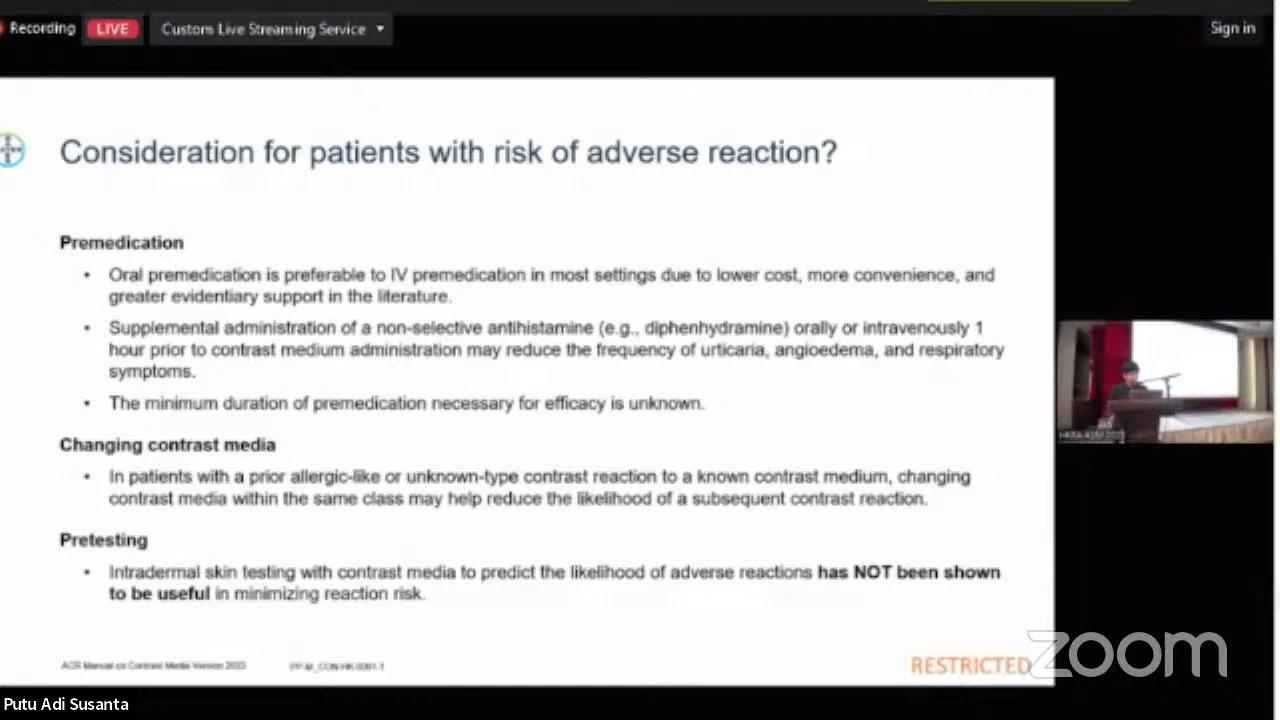 Recording
LIVE
Custom Live Streaming Service
Sign in
Consideration for patients with risk of adverse reaction?
Premedication
• Oral premedication is preferable to IV premedication in most settings due to lower cost, more convenience, and
greater evidentiary support in the literature.
• Supplemental administration of a non-selective antihistamine (e.g., diphenhydramine) orally or intravenously 1
hour prior to contrast medium administration may reduce the frequency of urticaria, angioedema, and respiratory
symptoms.
• The minimum duration of premedication necessary for efficacy is unknown.
Changing contrast media
• In patients with a prior allergic-like or unknown-type contrast reaction to a known contrast medium, changing
contrast media within the same class may help reduce the likelihood of a subsequent contrast reaction.
Pretesting
• Intradermal skin testing with contrast media to predict the likelihood of adverse reactions has NOT been shown
to be useful in minimizing reaction risk.
ACR Manual on Contrast Media Version
RESTRICTED
zoom
Putu Adi Susanta